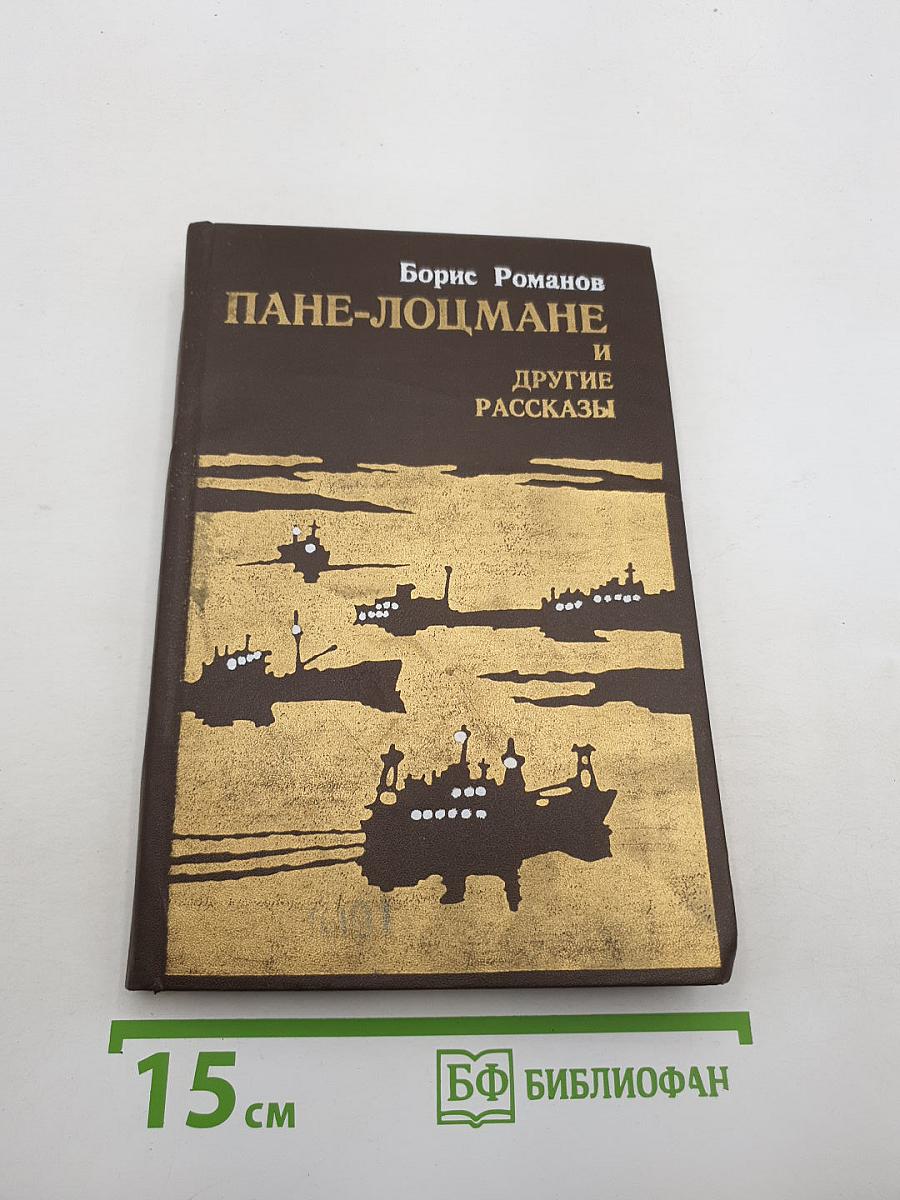 Борис Романов
ПАНЕ-ЛОЦМАНЕ
И
ДРУГИЕ
РАССКАЗЫ
15 см
БФ БИБЛИОФАН